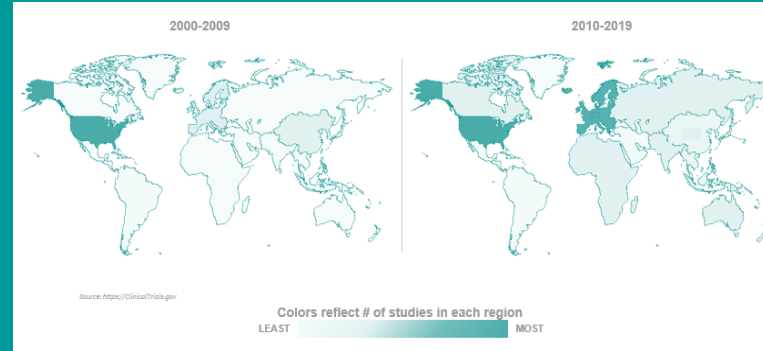 2000-2009
2010-2019
Source: https://ClinicalTrials.gov
Colors reflect # of studies in each region
LEAST
MOST